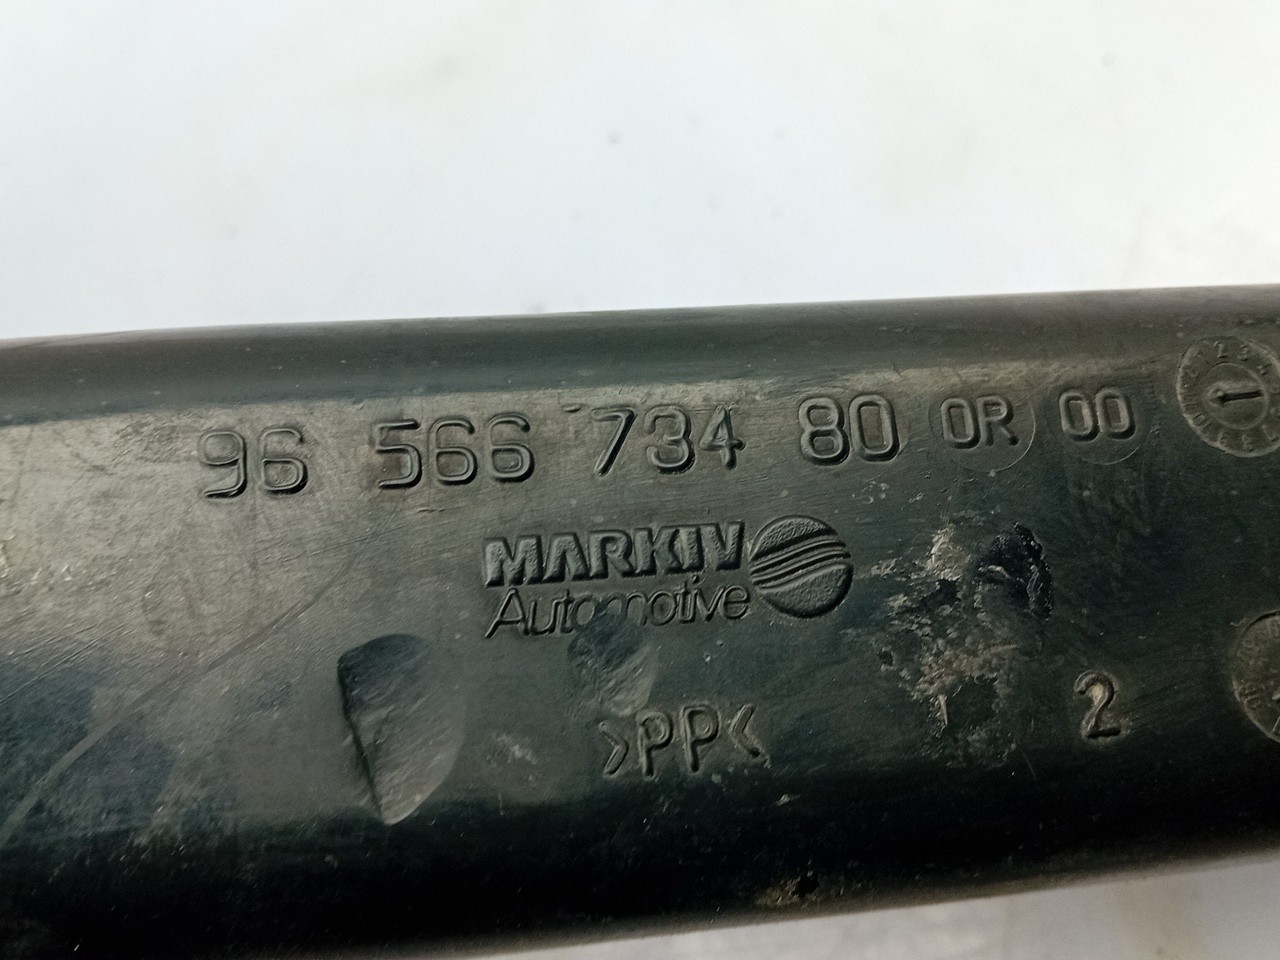 96 566 734 80 0R 00
MARKIV
Automotive
>PP<
2